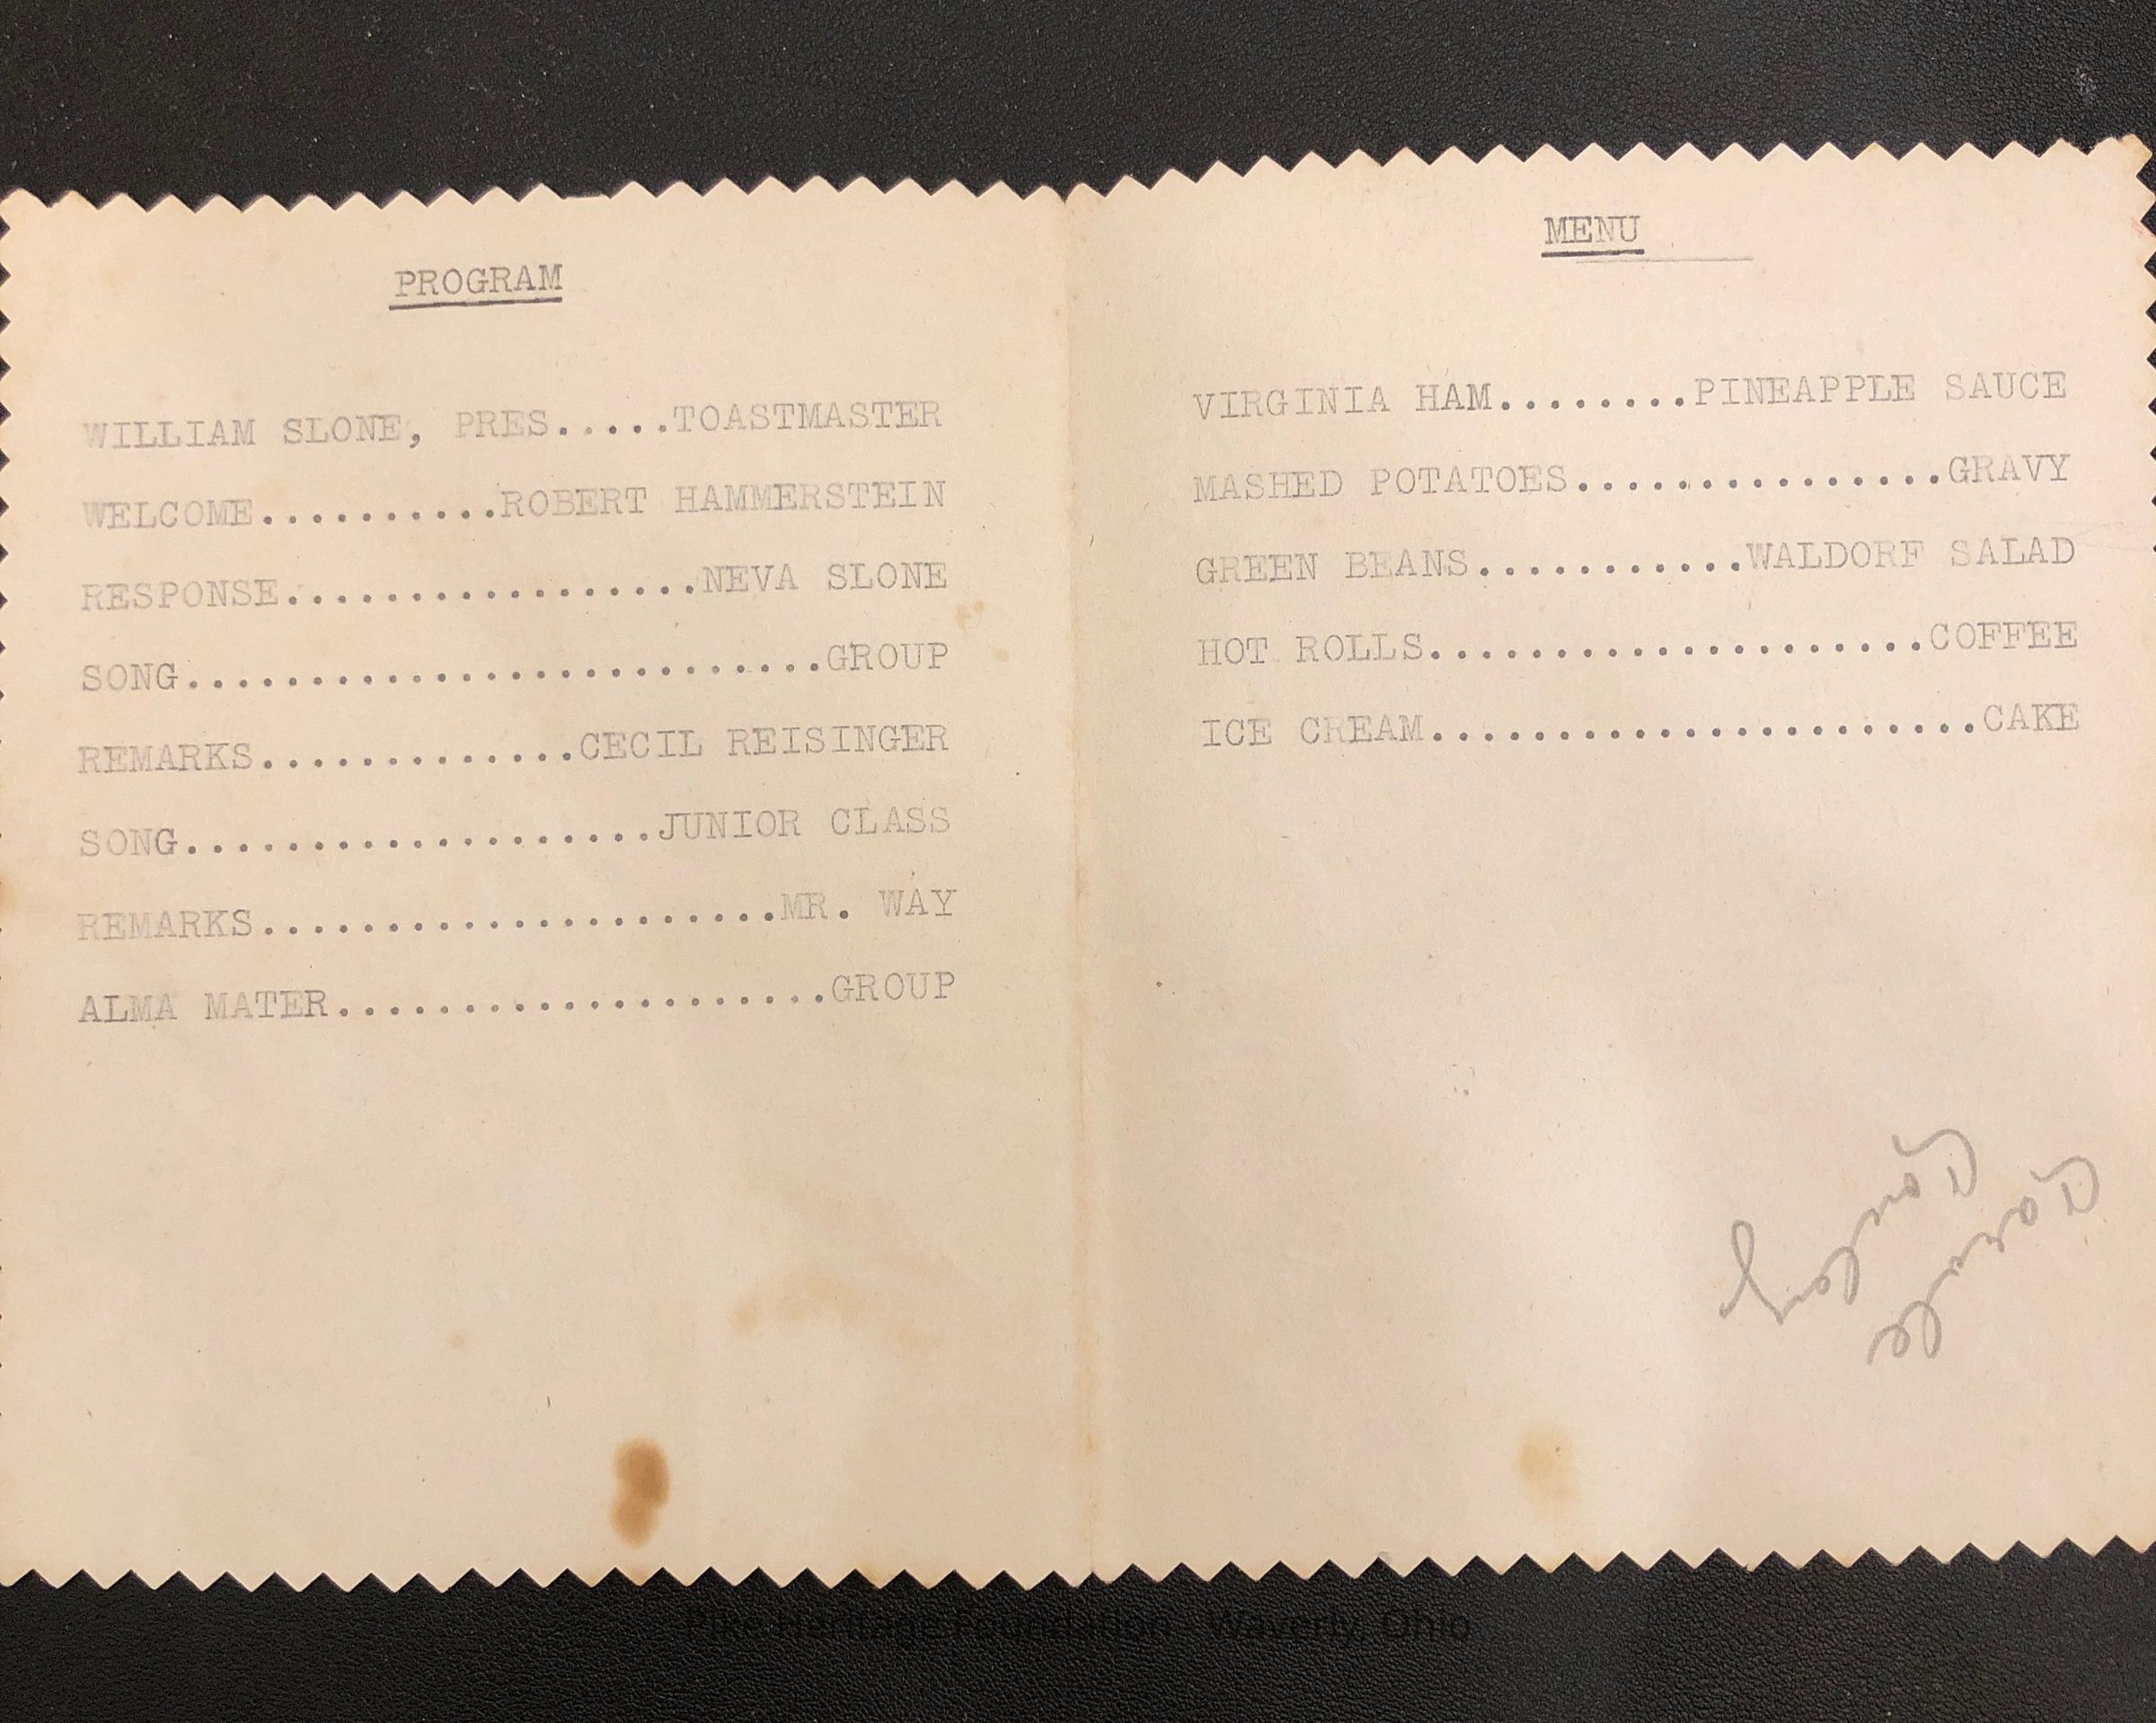 PROGRAM
WILLIAM SLONE, PRES.....TOASTMASTER
WELCOME..........ROBERT HAMMERSTEIN
RESPONSE.................NEVA SLONE
SONG..........................GROUP
REMARKS.............CECIL REISINGER
SONG...................JUNIOR CLASS
REMARKS.....................MR. WAY
ALMA MATER....................GROUP
MENU
VIRGINIA HAM........PINEAPPLE SAUCE
MASHED POTATOES...............GRAVY
GREEN BEANS...........WALDORF SALAD
HOT ROLLS....................COFFEE
ICE CREAM......................CAKE
Pike Heritage Foundation Waverly, Ohio